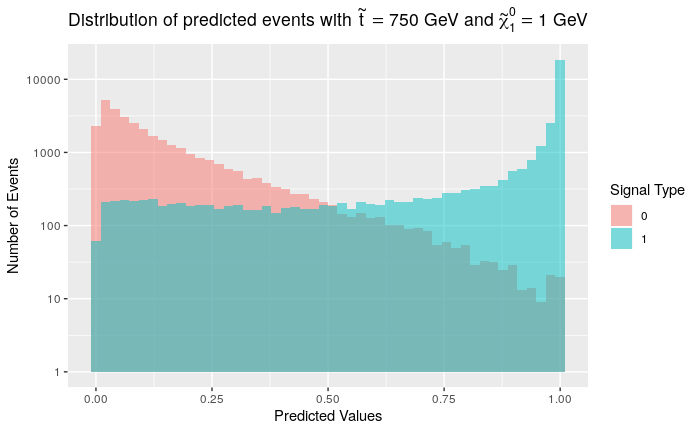 Distribution of predicted events with t̃ = 750 GeV and χ̃₁⁰ = 1 GeV
Number of Events
10000
1000
100
10
1
0.00 0.25 0.50 0.75 1.00
Predicted Values
Signal Type
0
1